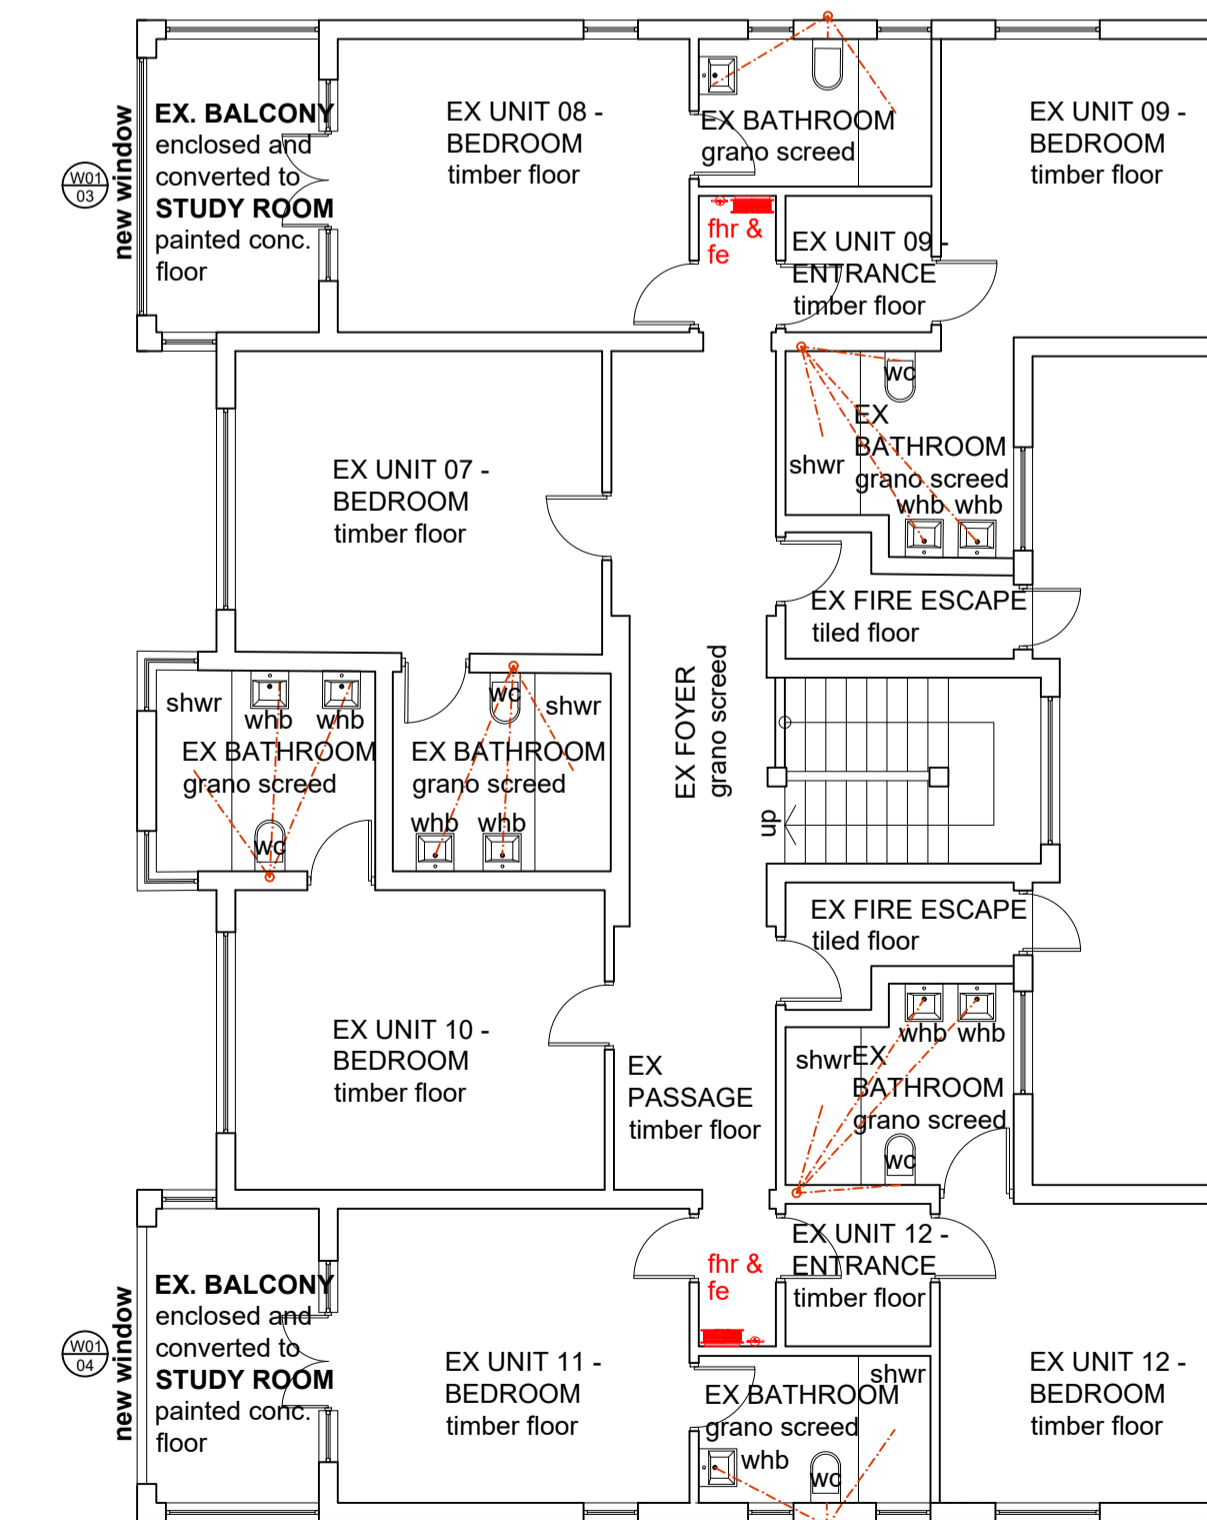 EX. BALCONY
enclosed and
converted to
STUDY ROOM
painted conc.
floor
new window
W01
03
EX UNIT 08 -
BEDROOM
timber floor
EX BATHROOM
grano screed
EX UNIT 09 -
BEDROOM
timber floor
fhr &
fe
EX UNIT 09 -
ENTRANCE
timber floor
wc
EX
BATHROOM
grano screed
shwr
whb
whb
EX UNIT 07 -
BEDROOM
timber floor
EX FIRE ESCAPE
tiled floor
shwr
whb
whb
EX BATHROOM
grano screed
wc
wc
shwr
EX BATHROOM
grano screed
whb
whb
EX FOYER
grano screed
up
EX FIRE ESCAPE
tiled floor
EX UNIT 10 -
BEDROOM
timber floor
EX
PASSAGE
timber floor
whb
whb
shwr
EX
BATHROOM
grano screed
wc
EX. BALCONY
enclosed and
converted to
STUDY ROOM
painted conc.
floor
new window
W01
04
EX UNIT 11 -
BEDROOM
timber floor
fhr &
fe
EX UNIT 12 -
ENTRANCE
timber floor
shwr
EX BATHROOM
grano screed
whb
wc
EX UNIT 12 -
BEDROOM
timber floor